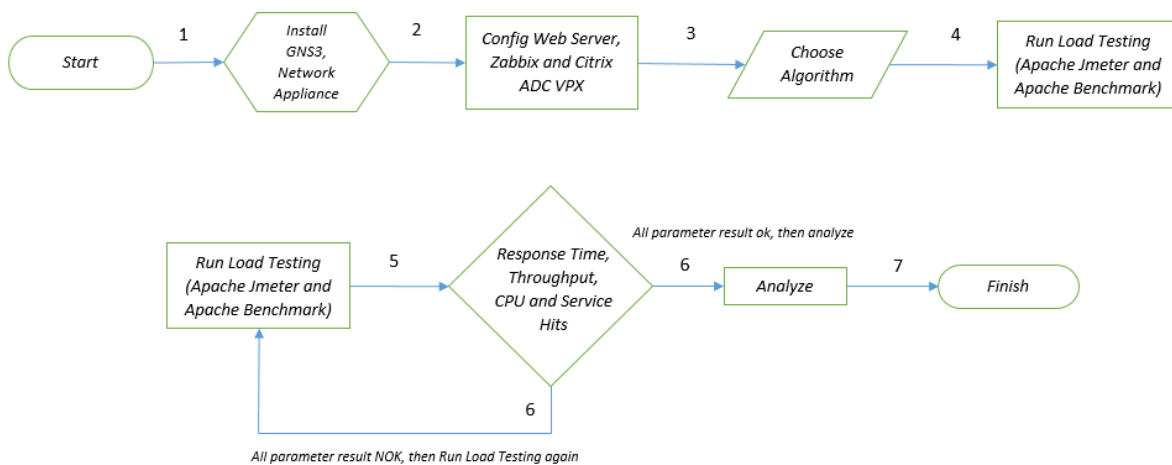 Start
1
Install
GNS3,
Network
Appliance
2
Config Web Server,
Zabbix and Citrix
ADC VPX
3
Choose
Algorithm
4
Run Load Testing
(Apache Jmeter and
Apache Benchmark)
Run Load Testing
(Apache Jmeter and
Apache Benchmark)
5
Response Time,
Throughput,
CPU and Service
Hits
All parameter result ok, then analyze
6
Analyze
7
Finish
6
All parameter result NOK, then Run Load Testing again